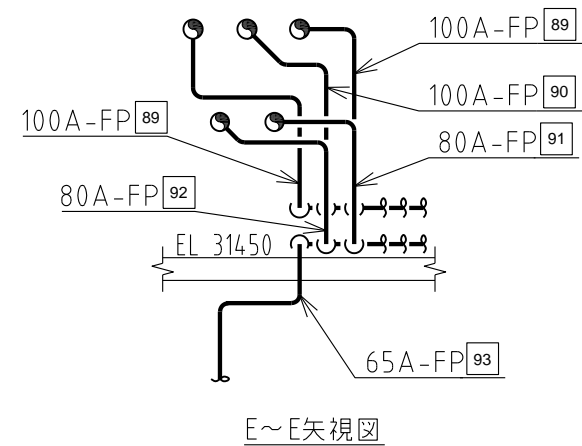 100A-FP 89
100A-FP 90
100A-FP 89
80A-FP 91
80A-FP 92
EL 31450
65A-FP 93
E～E矢視図